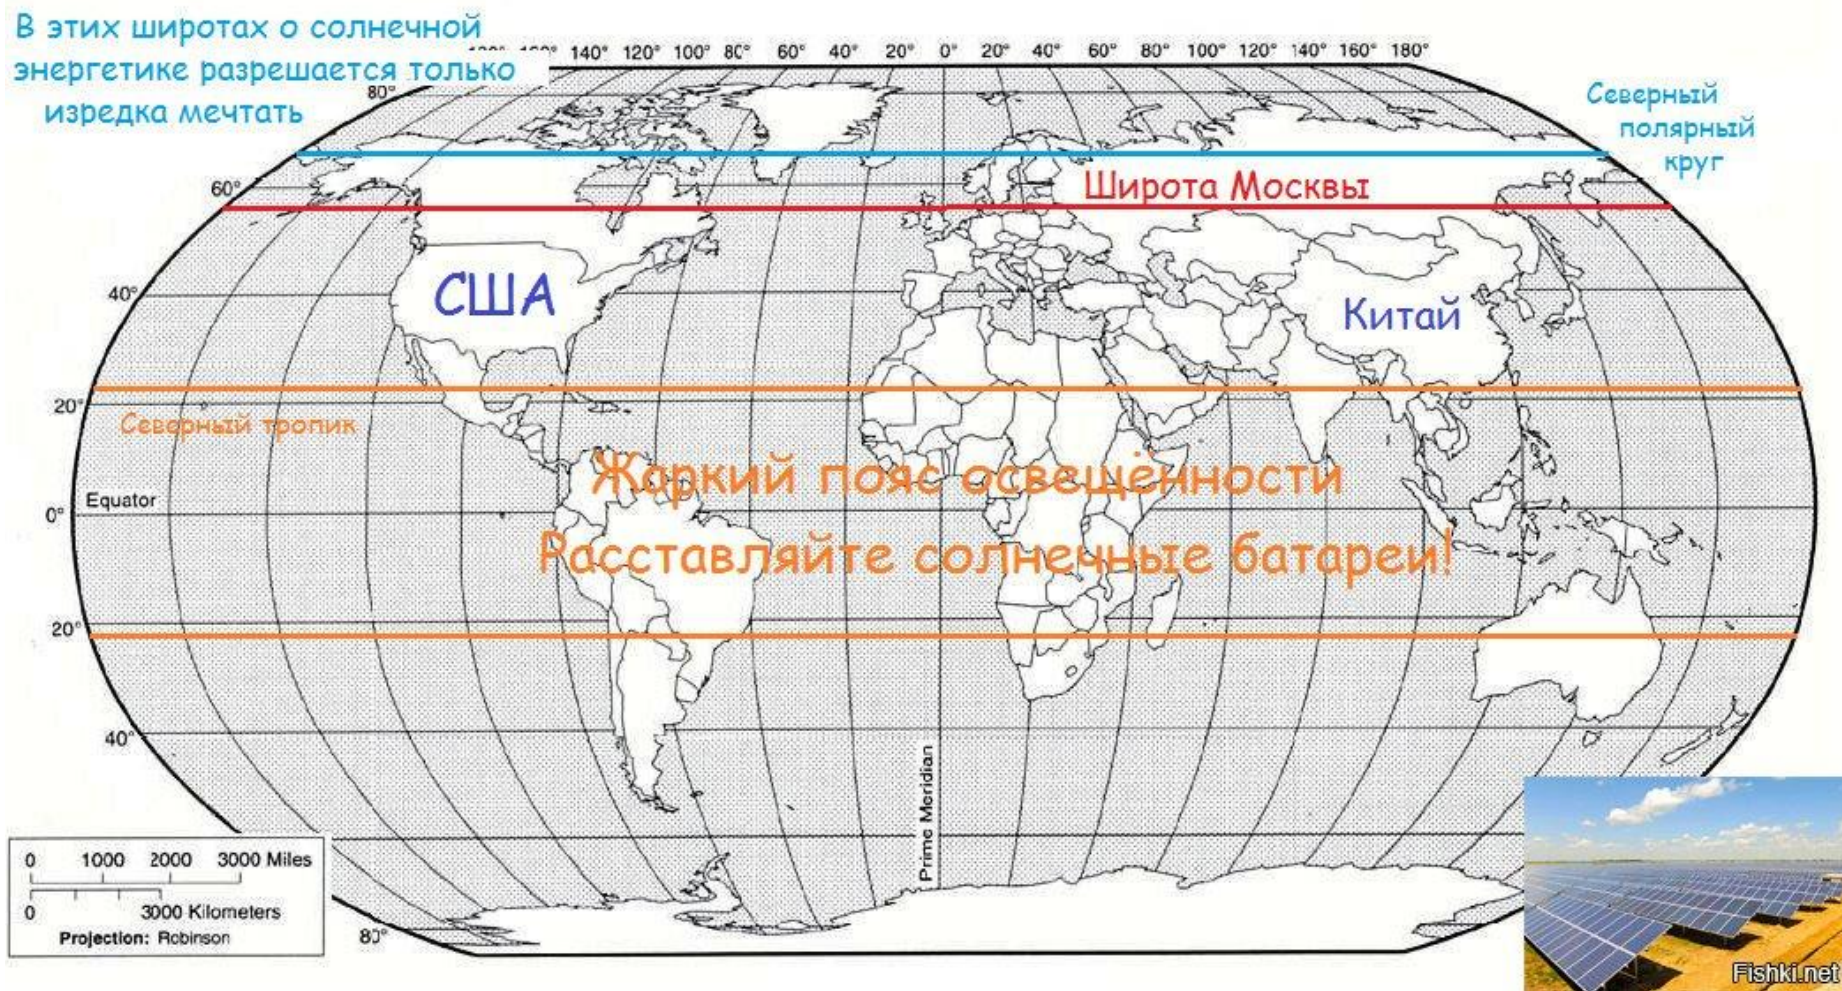 В этих широтах о солнечной
энергетике разрешается только
изредка мечтать
140° 120° 100° 80° 60° 40° 20° 0° 20° 40° 60° 80° 100° 120° 140° 160° 180°
80°
Северный
полярный
круг
60°
Широта Москвы
США
Китай
40°
20°
Северный тропик
Жаркий пояс освещённости
Equator
0°
Расставляйте солнечные батареи!
20°
40°
Prime Meridian
0 1000 2000 3000 Miles
0 3000 Kilometers
Projection: Robinson
80°
Fishki.net